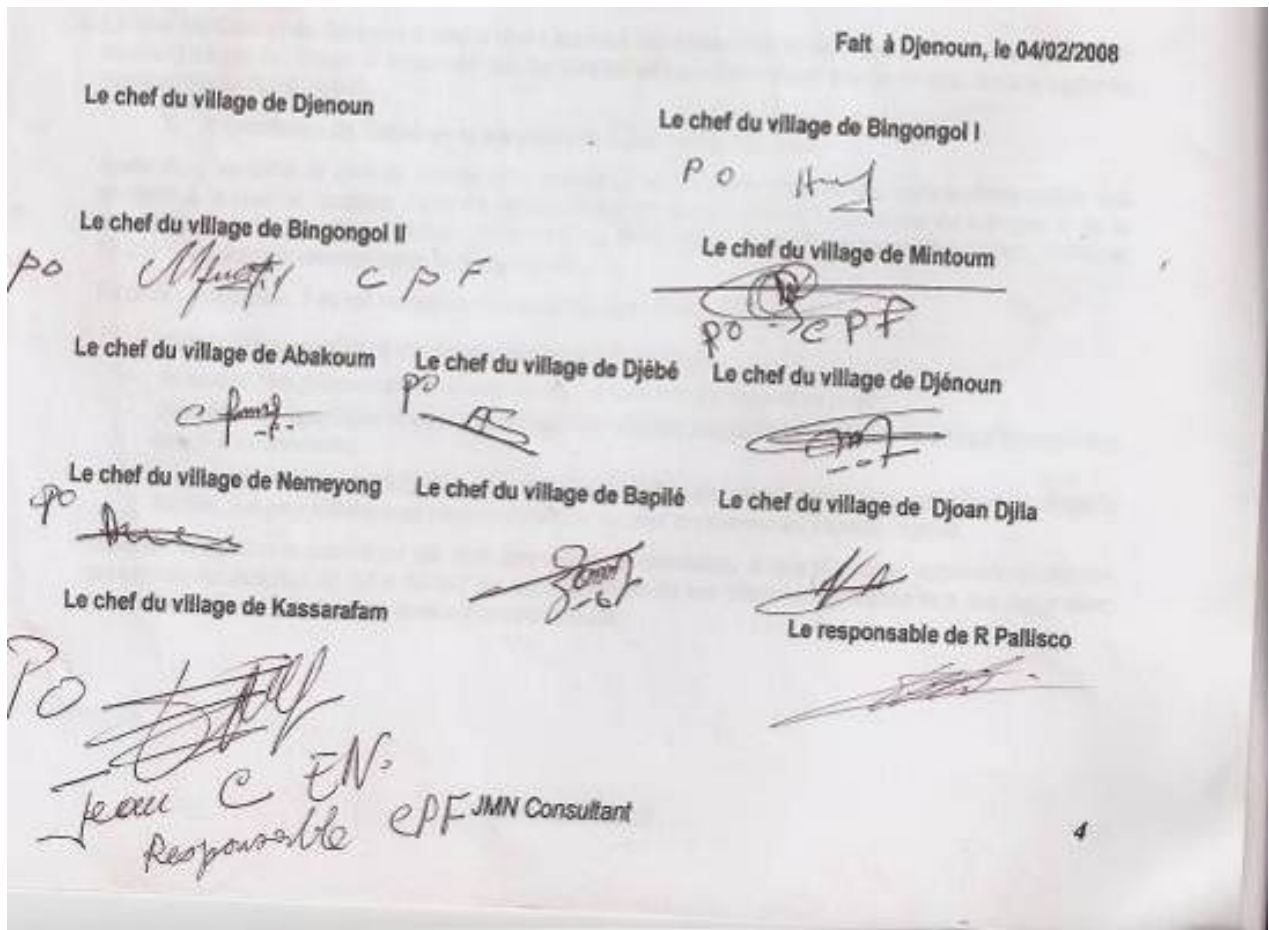 Fait à Djenoun, le 04/02/2008
Le chef du village de Djenoun
Le chef du village de Bingongol I
PO
Le chef du village de Bingongol II
Le chef du village de Mintoum
po CPF
po CPF
Le chef du village de Abakoum Le chef du village de Djébé Le chef du village de Djénoun
po
Le chef du village de Nemeyong Le chef du village de Bapilé Le chef du village de Djoan Djila
po
Le chef du village de Kassarafam
Le responsable de R Pallisco
PO
Jean C EN.
Responsable CPF JMN Consultant
4